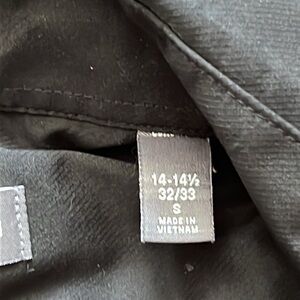 14-14½
32/33
S
MADE IN
VIETNAM